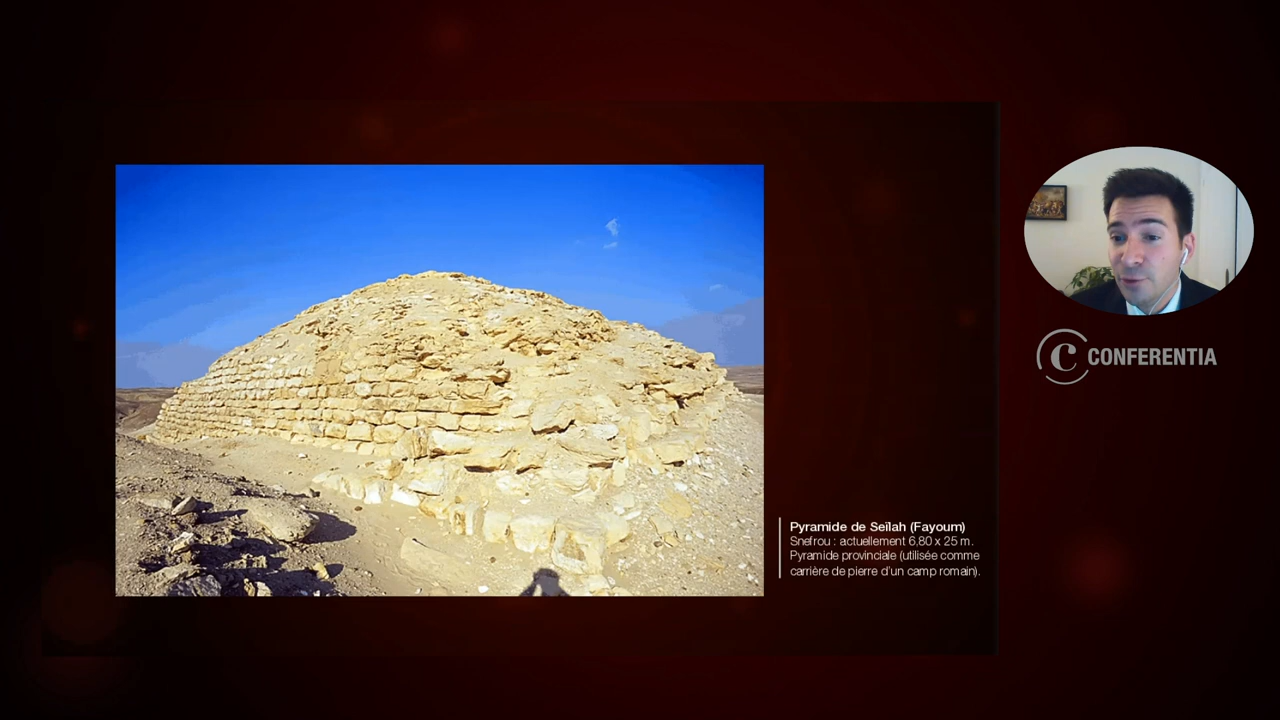 Pyramide de Seïlah (Fayoum)
Snefrou : actuellement 6,80 x 25 m.
Pyramide provinciale (utilisée comme
carrière de pierre d'un camp romain).
C CONFERENTIA